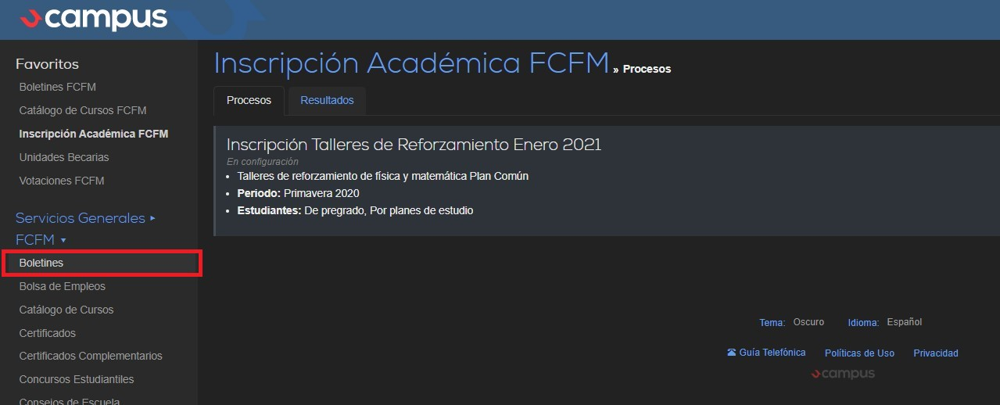 campus
Favoritos
Boletines FCFM
Catálogo de Cursos FCFM
Inscripción Académica FCFM
Unidades Becarias
Votaciones FCFM
Servicios Generales ▸
FCFM ▾
Boletines
Bolsa de Empleos
Catálogo de Cursos
Certificados
Certificados Complementarios
Concursos Estudiantiles
Consejos de Escuela
Inscripción Académica FCFM » Procesos
Procesos Resultados
Inscripción Talleres de Reforzamiento Enero 2021
En configuración
• Talleres de reforzamiento de física y matemática Plan Común
• Periodo: Primavera 2020
• Estudiantes: De pregrado, Por planes de estudio
Tema: Oscuro Idioma: Español
Guía Telefónica Políticas de Uso Privacidad
campus